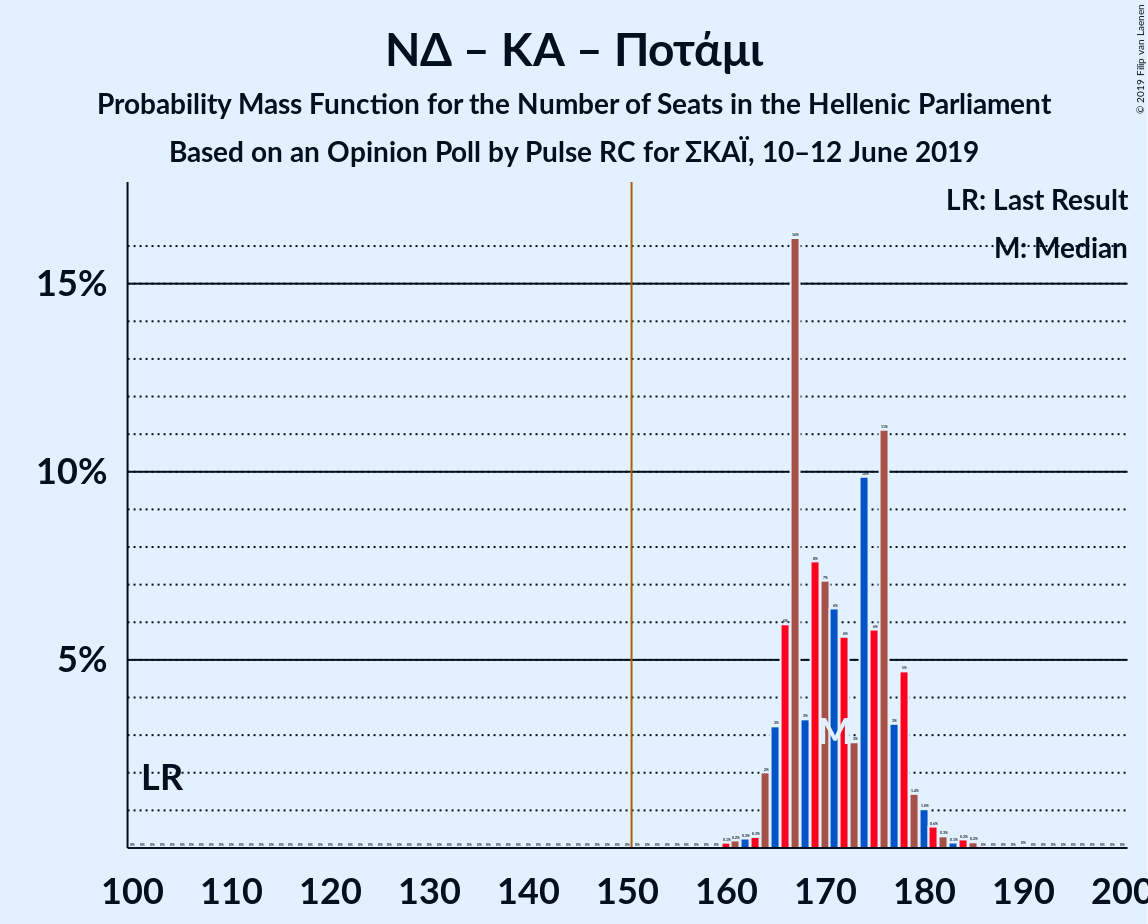 ΝΔ – ΚΑ – Ποτάμι
Probability Mass Function for the Number of Seats in the Hellenic Parliament
Based on an Opinion Poll by Pulse RC for ΣΚΑΪ, 10–12 June 2019
© 2019 Filip van Laenen
LR: Last Result
M: Median
15%
10%
5%
LR
M
100 110 120 130 140 150 160 170 180 190 200